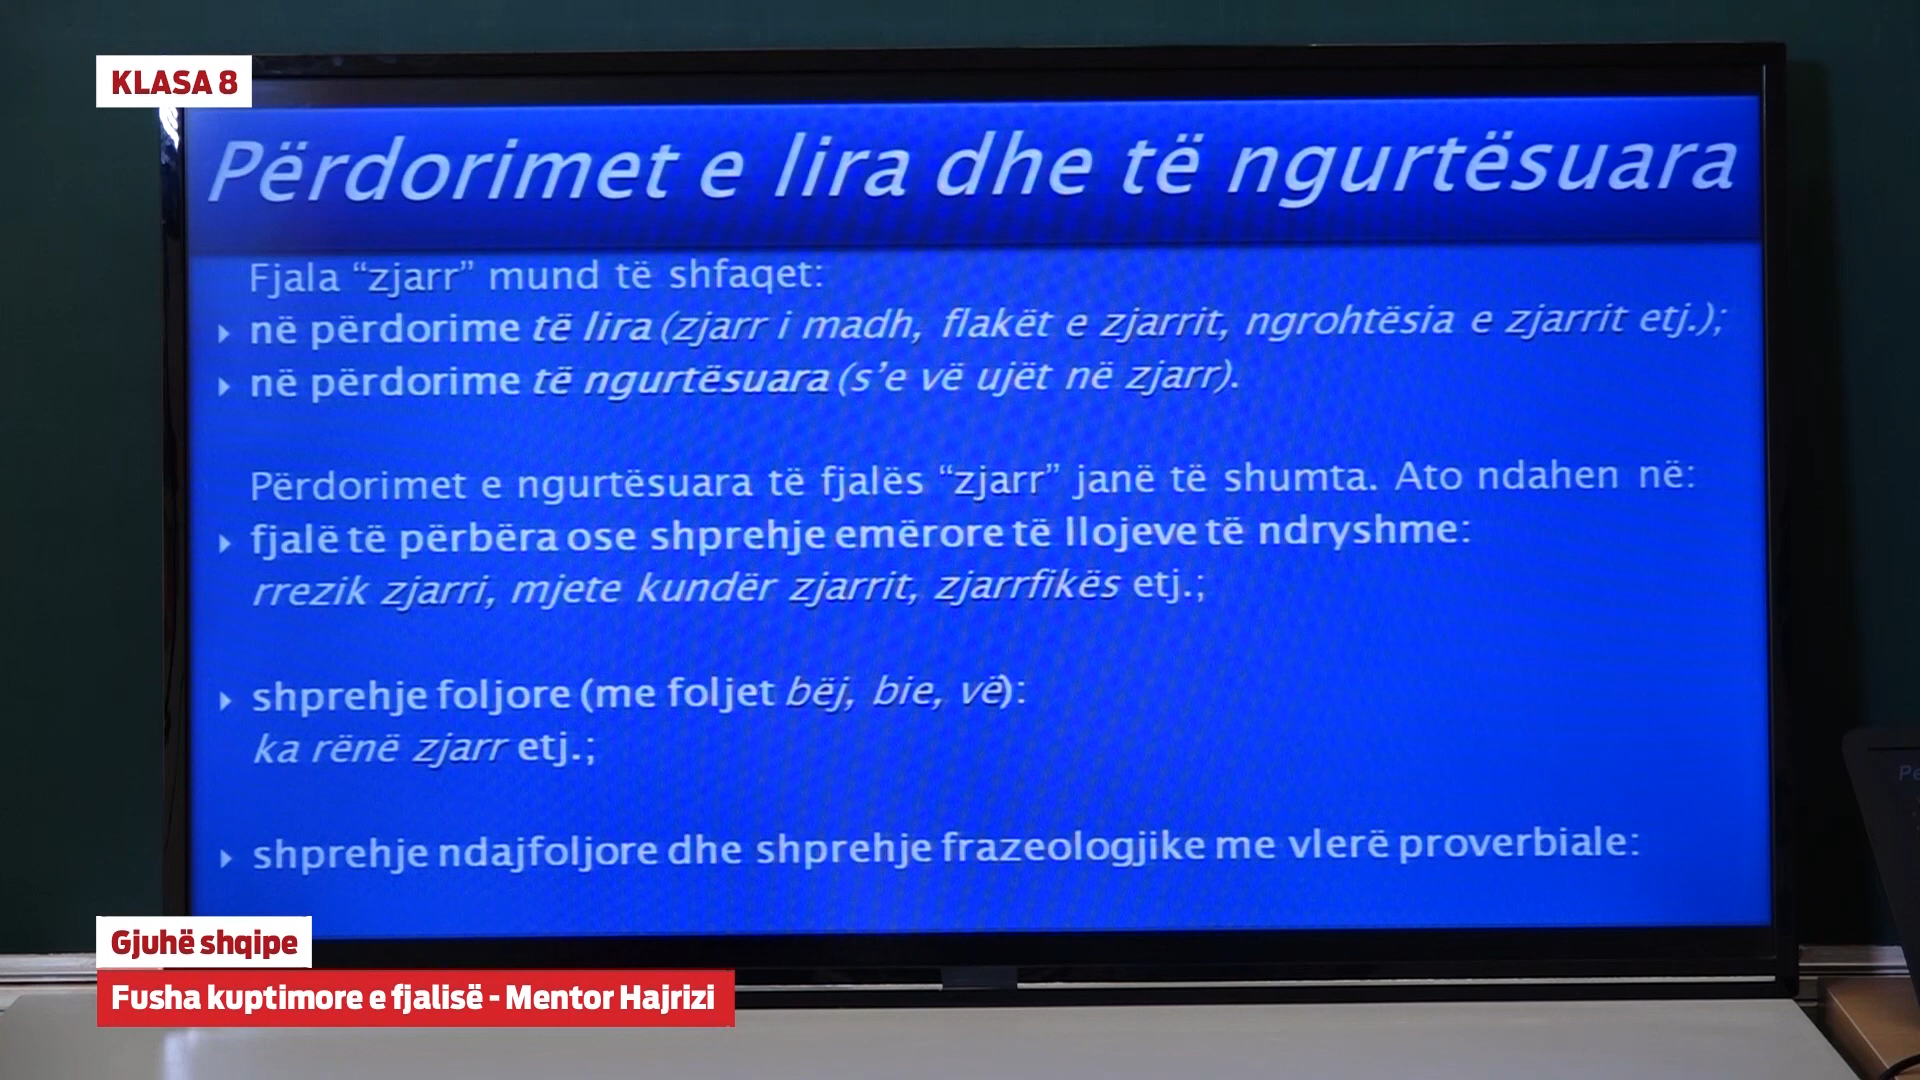 KLASA 8
Përdorimet e lira dhe të ngurtësuara
Fjala “zjarr” mund të shfaqet:
në përdorime të lira (zjarr i madh, flakët e zjarrit, ngrohtësia e zjarrit etj.);
në përdorime të ngurtësuara (s’e vë ujët në zjarr).
Përdorimet e ngurtësuara të fjalës “zjarr” janë të shumta. Ato ndahen në:
fjalë të përbëra ose shprehje emërore të llojeve të ndryshme:
rrezik zjarri, mjete kundër zjarrit, zjarrfikës etj.;
shprehje foljore (me foljet bëj, bie, vë):
ka rënë zjarr etj.;
shprehje ndajfoljore dhe shprehje frazeologjike me vlerë proverbiale:
Gjuhë shqipe
Fusha kuptimore e fjalisë - Mentor Hajrizi